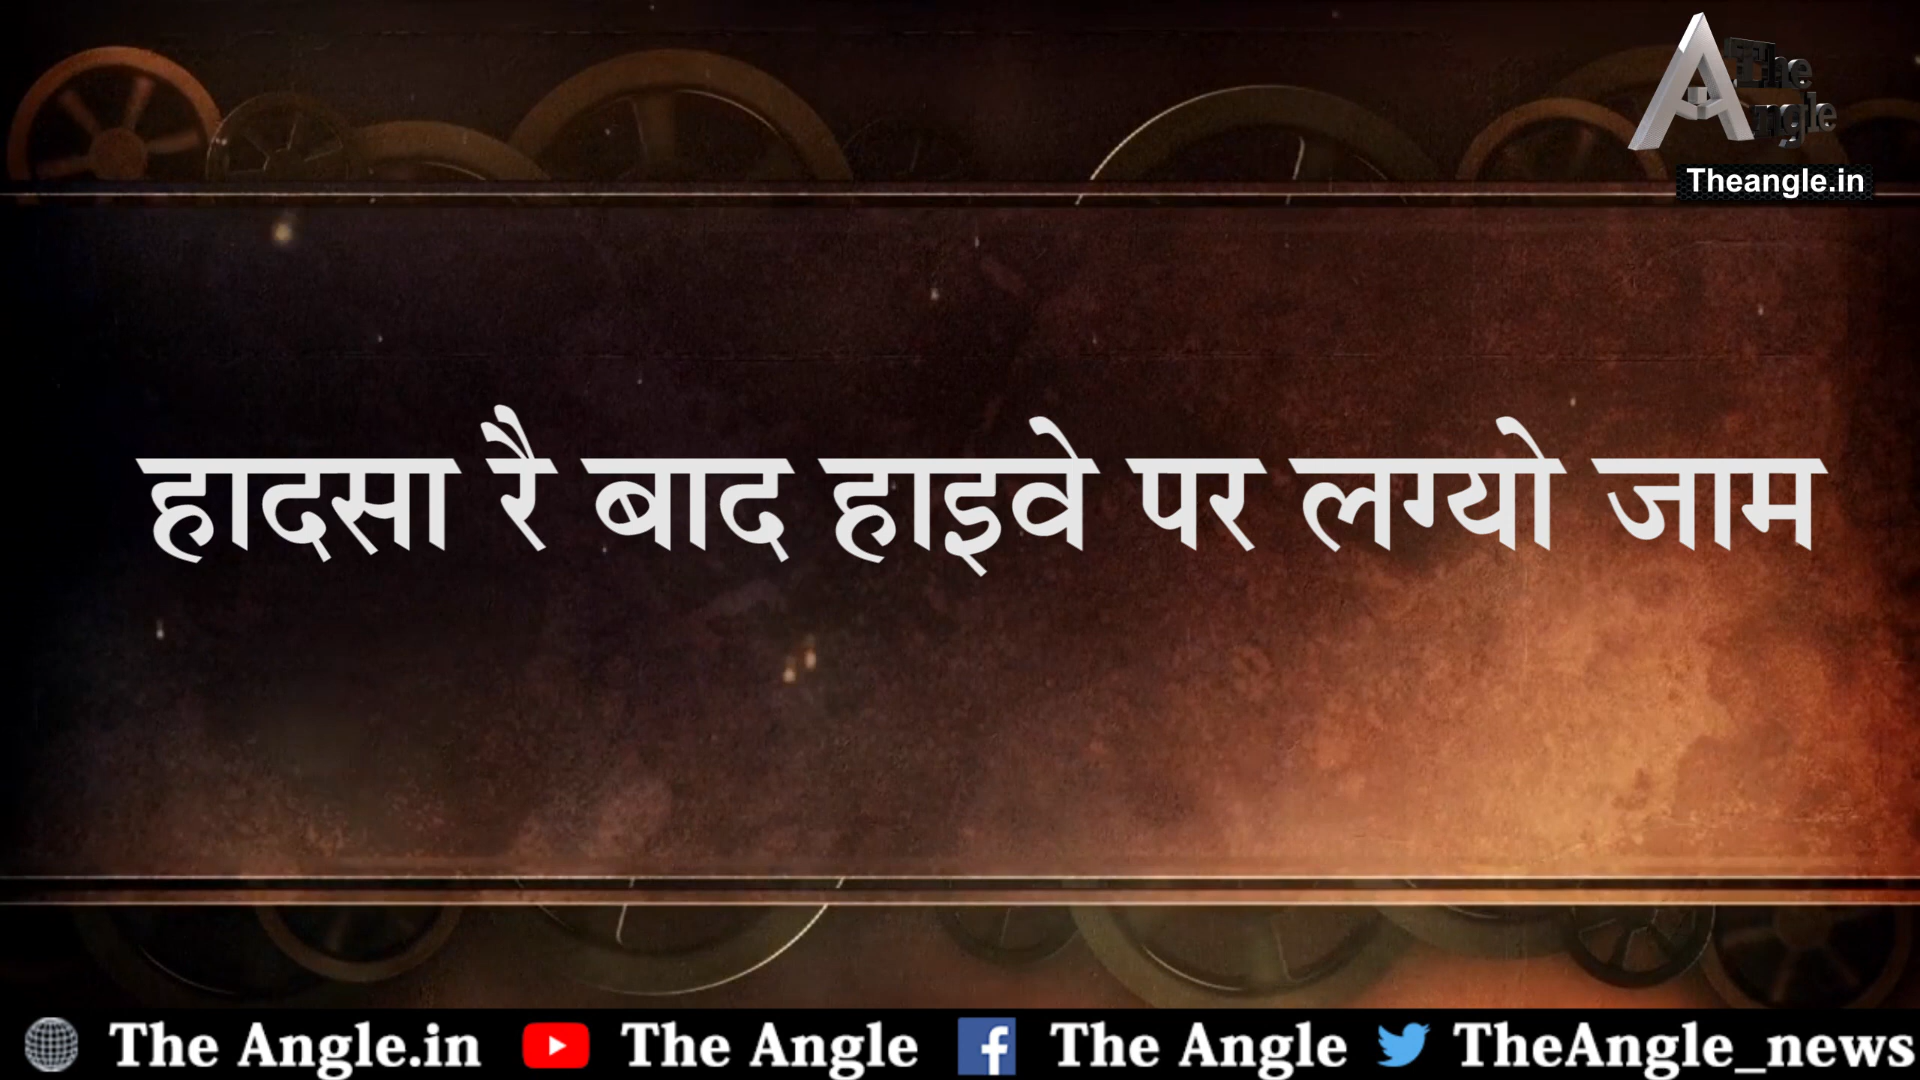 The
Angle
Theangle.in
हादसा रै बाद हाइवे पर लग्यो जाम
The Angle.in The Angle The Angle TheAngle_news